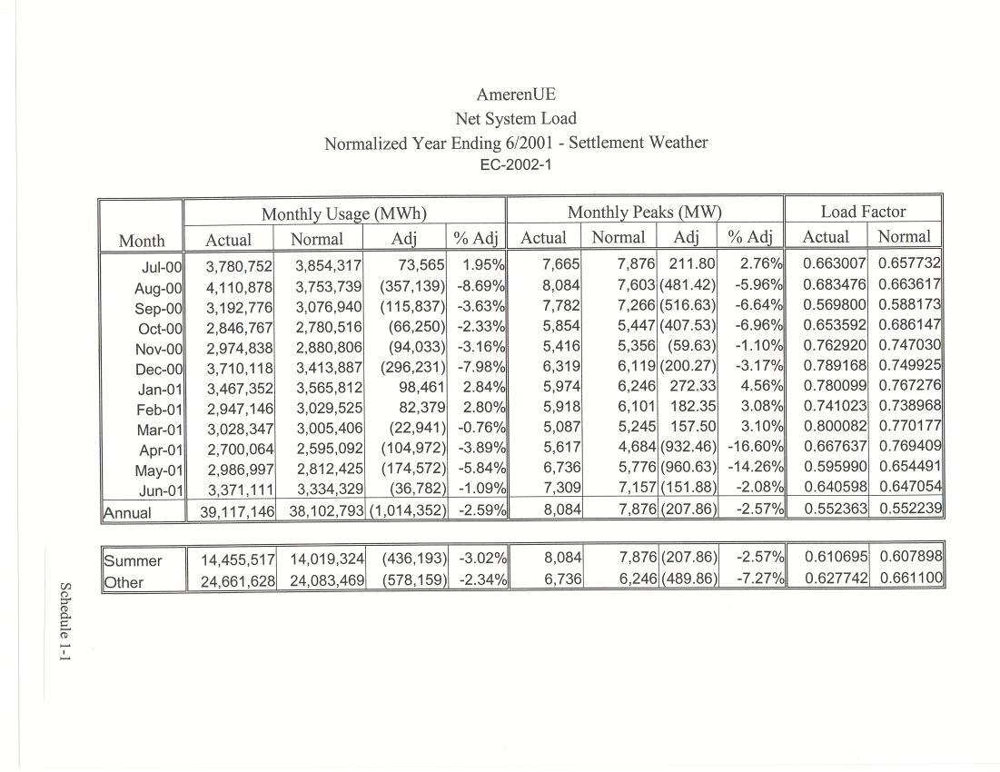 AmerenUE
Net System Load
Normalized Year Ending 6/2001 - Settlement Weather
EC-2002-1
Monthly Usage (MWh) Monthly Peaks (MW) Load Factor
Month Actual Normal Adj % Adj Actual Normal Adj % Adj Actual Normal
Jul-00 3,780,752 3,854,317 73,565 1.95% 7,665 7,876 211.80 2.76% 0.663007 0.657732
Aug-00 4,110,878 3,753,739 (357,139) -8.69% 8,084 7,603 (481.42) -5.96% 0.683476 0.663617
Sep-00 3,192,776 3,076,940 (115,837) -3.63% 7,782 7,266 (516.63) -6.64% 0.569800 0.588173
Oct-00 2,846,767 2,780,516 (66,250) -2.33% 5,854 5,447 (407.53) -6.96% 0.653592 0.686147
Nov-00 2,974,838 2,880,806 (94,033) -3.16% 5,416 5,356 (59.63) -1.10% 0.762920 0.747030
Dec-00 3,710,118 3,413,887 (296,231) -7.98% 6,319 6,119 (200.27) -3.17% 0.789168 0.749925
Jan-01 3,467,352 3,565,812 98,461 2.84% 5,974 6,246 272.33 4.56% 0.780099 0.767276
Feb-01 2,947,146 3,029,525 82,379 2.80% 5,918 6,101 182.35 3.08% 0.741023 0.738968
Mar-01 3,028,347 3,005,406 (22,941) -0.76% 5,087 5,245 157.50 3.10% 0.800082 0.770177
Apr-01 2,700,064 2,595,092 (104,972) -3.89% 5,617 4,684 (932.46) -16.60% 0.667637 0.769409
May-01 2,986,997 2,812,425 (174,572) -5.84% 6,736 5,776 (960.63) -14.26% 0.595990 0.654491
Jun-01 3,371,111 3,334,329 (36,782) -1.09% 7,309 7,157 (151.88) -2.08% 0.640598 0.647054
Annual 39,117,146 38,102,793 (1,014,352) -2.59% 8,084 7,876 (207.86) -2.57% 0.552363 0.552239
Summer 14,455,517 14,019,324 (436,193) -3.02% 8,084 7,876 (207.86) -2.57% 0.610695 0.607898
Other 24,661,628 24,083,469 (578,159) -2.34% 6,736 6,246 (489.86) -7.27% 0.627742 0.661100
Schedule 1-1